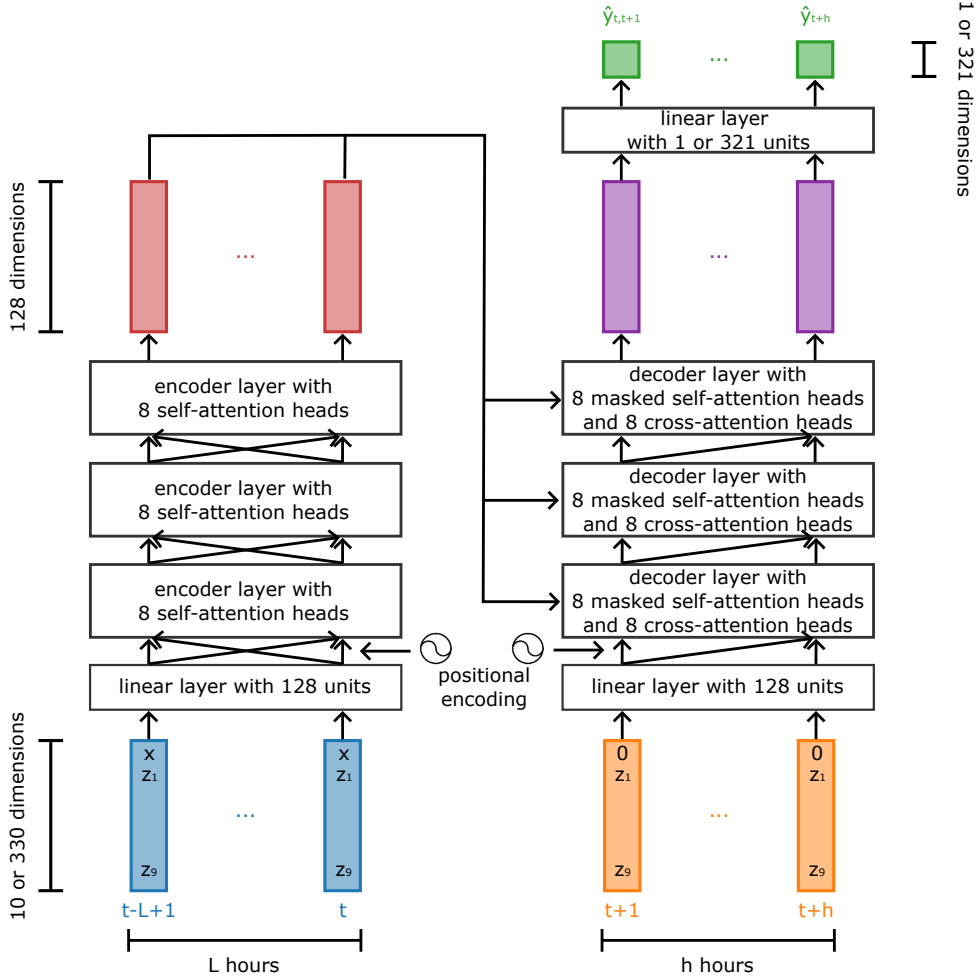 ŷt,t+1
...
ŷt+h
1 or 321 dimensions
linear layer
with 1 or 321 units
128 dimensions
...
...
encoder layer with
8 self-attention heads
decoder layer with
8 masked self-attention heads
and 8 cross-attention heads
encoder layer with
8 self-attention heads
decoder layer with
8 masked self-attention heads
and 8 cross-attention heads
encoder layer with
8 self-attention heads
decoder layer with
8 masked self-attention heads
and 8 cross-attention heads
positional
encoding
linear layer with 128 units
linear layer with 128 units
10 or 330 dimensions
x
z₁
z₉
...
x
z₁
z₉
0
z₁
z₉
...
0
z₁
z₉
t-L+1
t
t+1
t+h
L hours
h hours